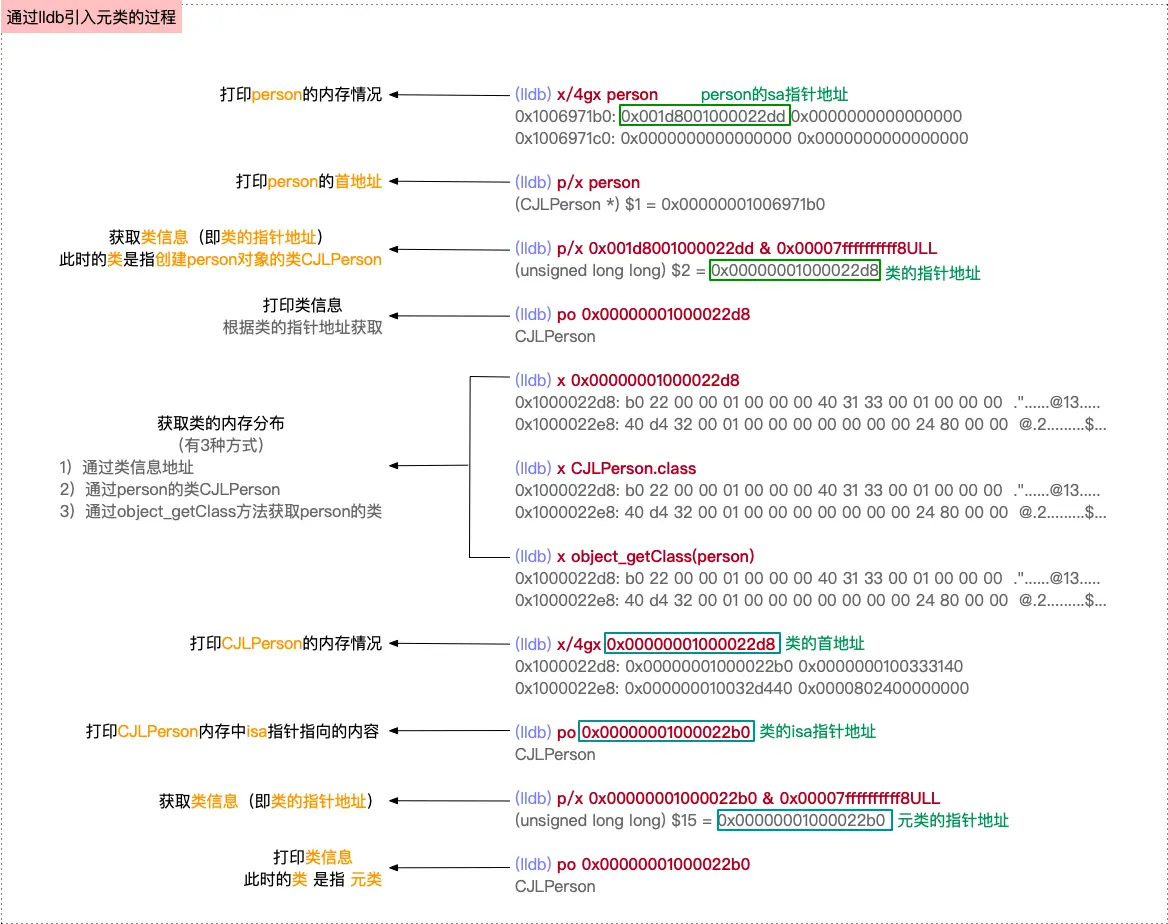 通过lldb引入元类的过程
打印person的内存情况
(lldb) x/4gx person
person的sa指针地址
0x1006971b0: 0x001d8001000022dd 0x0000000000000000
0x1006971c0: 0x0000000000000000 0x0000000000000000
打印person的首地址
(lldb) p/x person
(CJLPerson *) $1 = 0x00000001006971b0
获取类信息（即类的指针地址）
此时的类是指创建person对象的类CJLPerson
(lldb) p/x 0x001d8001000022dd & 0x00007ffffffffff8ULL
(unsigned long long) $2 = 0x00000001000022d8 类的指针地址
打印类信息
根据类的指针地址获取
(lldb) po 0x00000001000022d8
CJLPerson
获取类的内存分布
（有3种方式）
1）通过类信息地址
2）通过person的类CJLPerson
3）通过object_getClass方法获取person的类
(lldb) x 0x00000001000022d8
0x1000022d8: b0 22 00 00 01 00 00 00 40 31 33 00 01 00 00 00 ."......@13.....
0x1000022e8: 40 d4 32 00 01 00 00 00 00 00 00 00 24 80 00 00 @.2.........$...
(lldb) x CJLPerson.class
0x1000022d8: b0 22 00 00 01 00 00 00 40 31 33 00 01 00 00 00 ."......@13.....
0x1000022e8: 40 d4 32 00 01 00 00 00 00 00 00 00 24 80 00 00 @.2.........$...
(lldb) x object_getClass(person)
0x1000022d8: b0 22 00 00 01 00 00 00 40 31 33 00 01 00 00 00 ."......@13.....
0x1000022e8: 40 d4 32 00 01 00 00 00 00 00 00 00 24 80 00 00 @.2.........$...
打印CJLPerson的内存情况
(lldb) x/4gx 0x00000001000022d8 类的首地址
0x1000022d8: 0x00000001000022b0 0x0000000100333140
0x1000022e8: 0x000000010032d440 0x0000802400000000
打印CJLPerson内存中isa指针指向的内容
(lldb) po 0x00000001000022b0 类的isa指针地址
CJLPerson
获取类信息（即类的指针地址）
(lldb) p/x 0x00000001000022b0 & 0x00007ffffffffff8ULL
(unsigned long long) $15 = 0x00000001000022b0 元类的指针地址
打印类信息
此时的类 是指 元类
(lldb) po 0x00000001000022b0
CJLPerson